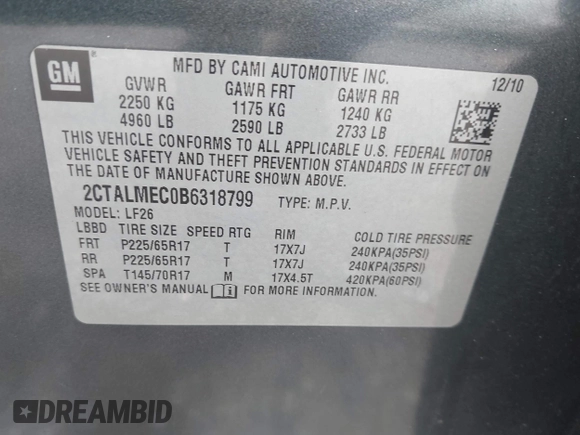 GM
®
MFD BY CAMI AUTOMOTIVE INC.
12/10
GVWR GAWR FRT GAWR RR
2250 KG 1175 KG 1240 KG
4960 LB 2590 LB 2733 LB
THIS VEHICLE CONFORMS TO ALL APPLICABLE U.S. FEDERAL MOTOR
VEHICLE SAFETY AND THEFT PREVENTION STANDARDS IN EFFECT ON
THE DATE OF MANUFACTURE SHOWN ABOVE.
2CTALMEC0B6318799 TYPE: M.P.V.
MODEL: LF26
LBBD TIRE SIZE SPEED RTG RIM COLD TIRE PRESSURE
FRT P225/65R17 T 17X7J 240KPA(35PSI)
RR P225/65R17 T 17X7J 240KPA(35PSI)
SPA T145/70R17 M 17X4.5T 420KPA(60PSI)
SEE OWNER'S MANUAL FOR MORE INFORMATION.
DREAMBID